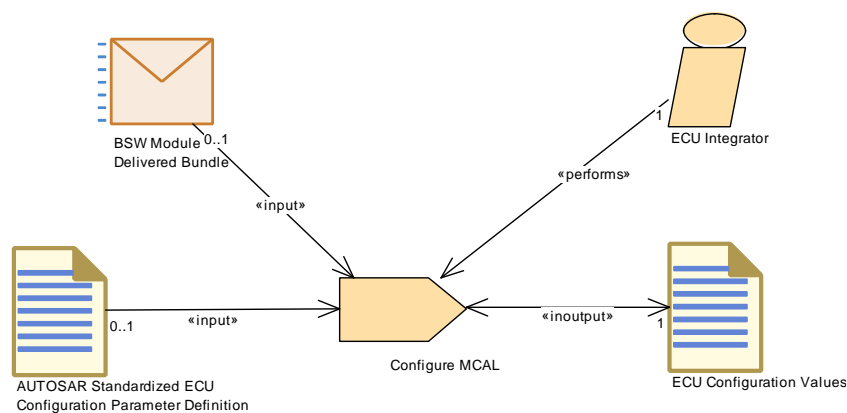 BSW Module
Delivered Bundle
0..1
ECU Integrator
1
«performs»
«input»
0..1
«input»
«inoutput»
1
Configure MCAL
AUTOSAR Standardized ECU
Configuration Parameter Definition
ECU Configuration Values